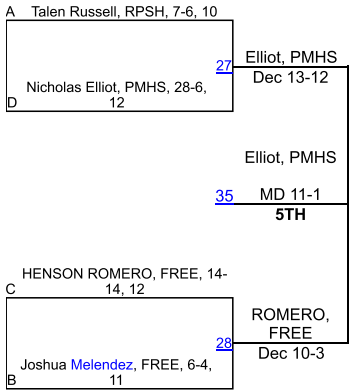 A
Talen Russell, RPSH, 7-6, 10
27
Elliot, PMHS
Dec 13-12
Nicholas Elliot, PMHS, 28-6,
12
D
Elliot, PMHS
35
MD 11-1
5TH
HENSON ROMERO, FREE, 14-
14, 12
C
28
ROMERO,
FREE
Dec 10-3
Joshua Melendez, FREE, 6-4,
11
B